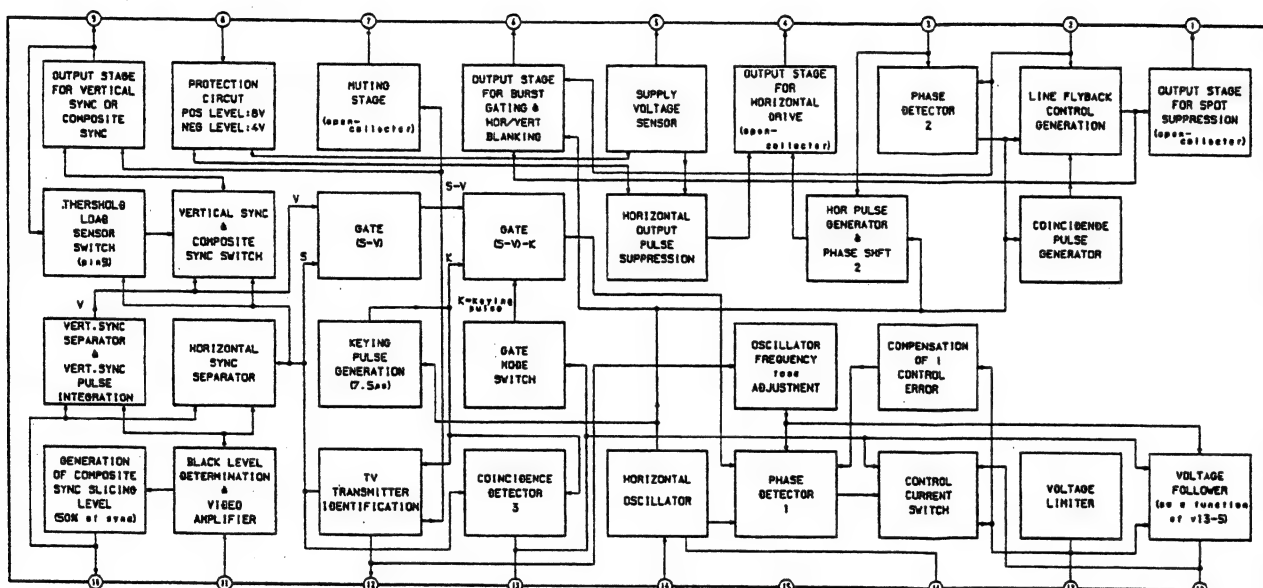 9 8 7 6 5 4 3 2 1
OUTPUT STAGE
FOR VERTICAL
SYNC OR
COMPOSITE
SYNC
PROTECTION
CIRCUT
POS LEVEL:8V
NEG LEVEL:4V
MUTING
STAGE
(open-
collector)
OUTPUT STAGE
FOR BURST
GATING &
HOR/VERT
BLANKING
SUPPLY
VOLTAGE
SENSOR
OUTPUT STAGE
FOR
HORIZONTAL
DRIVE
(open-
collector)
PHASE
DETECTOR
2
LINE FLYBACK
CONTROL
GENERATION
OUTPUT STAGE
FOR SPOT
SUPPRESSION
(open-
collector)
THERSHOLD
LOAD
SENSOR
SWITCH
(pin9)
VERTICAL SYNC
&
COMPOSITE
SYNC SWITCH
V
S
GATE
(S-V)
S-V
K
GATE
(S-V)-K
HORIZONTAL
OUTPUT
PULSE
SUPPRESSION
HOR PULSE
GENERATOR
&
PHASE SHFT
2
COINCIDENCE
PULSE
GENERATOR
V
K=Keying
pulse
VERT.SYNC
SEPARATOR
&
VERT.SYNC
PULSE
INTEGRATION
HORIZONTAL
SYNC
SEPARATOR
KEYING
PULSE
GENERATION
(7.5µs)
GATE
MODE
SWITCH
OSCILLATOR
FREQUENCY
fosc
ADJUSTMENT
COMPENSATION
OF 1
CONTROL
ERROR
GENERATION
OF COMPOSITE
SYNC SLICING
LEVEL
(50% of sync)
BLACK LEVEL
DETERMINATION
&
VIDEO
AMPLIFIER
TV
TRANSMITTER
IDENTIFICATION
COINCIDENCE
DETECTOR
3
HORIZONTAL
OSCILLATOR
PHASE
DETECTOR
1
CONTROL
CURRENT
SWITCH
VOLTAGE
LIMITER
VOLTAGE
FOLLOWER
(as a function
of v13-5)
10 11 12 13 14 15